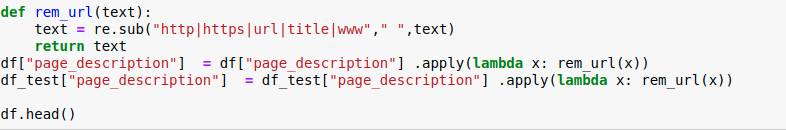 def rem_url(text):
    text = re.sub("http|https|url|title|www"," ",text)
    return text
df["page_description"]  = df["page_description"] .apply(lambda x: rem_url(x))
df_test["page_description"]  = df_test["page_description"] .apply(lambda x: rem_url(x))

df.head()